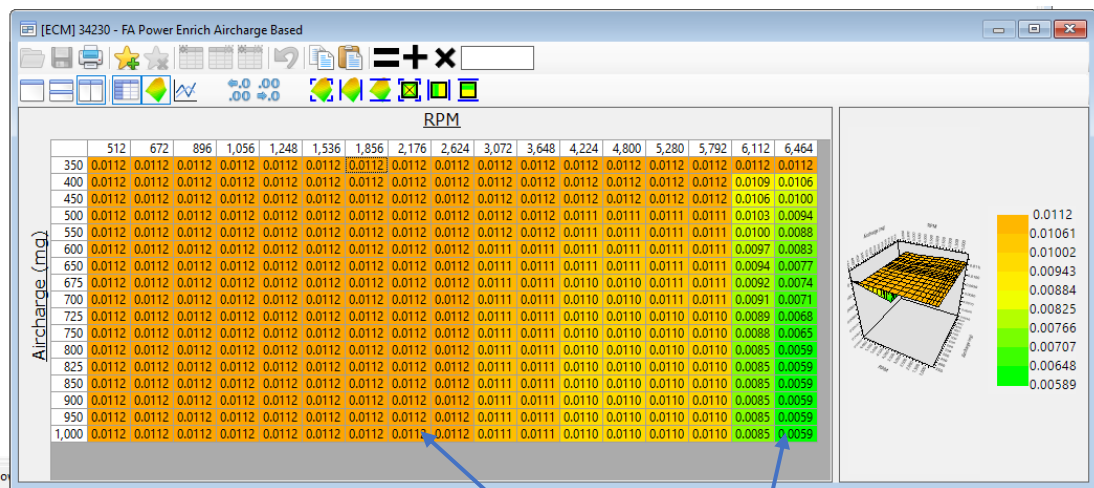 [ECM] 34230 - FA Power Enrich Aircharge Based
.0 .00
.00 .0
RPM
512 672 896 1,056 1,248 1,536 1,856 2,176 2,624 3,072 3,648 4,224 4,800 5,280 5,792 6,112 6,464
350 0.0112 0.0112 0.0112 0.0112 0.0112 0.0112 0.0112 0.0112 0.0112 0.0112 0.0112 0.0112 0.0112 0.0112 0.0112 0.0112 0.0112
400 0.0112 0.0112 0.0112 0.0112 0.0112 0.0112 0.0112 0.0112 0.0112 0.0112 0.0112 0.0112 0.0112 0.0112 0.0112 0.0109 0.0106
450 0.0112 0.0112 0.0112 0.0112 0.0112 0.0112 0.0112 0.0112 0.0112 0.0112 0.0112 0.0112 0.0112 0.0112 0.0112 0.0106 0.0100
500 0.0112 0.0112 0.0112 0.0112 0.0112 0.0112 0.0112 0.0112 0.0112 0.0112 0.0112 0.0111 0.0111 0.0111 0.0111 0.0103 0.0094
550 0.0112 0.0112 0.0112 0.0112 0.0112 0.0112 0.0112 0.0112 0.0112 0.0112 0.0112 0.0111 0.0111 0.0111 0.0111 0.0100 0.0088
600 0.0112 0.0112 0.0112 0.0112 0.0112 0.0112 0.0112 0.0112 0.0112 0.0111 0.0111 0.0111 0.0111 0.0111 0.0111 0.0097 0.0083
650 0.0112 0.0112 0.0112 0.0112 0.0112 0.0112 0.0112 0.0112 0.0112 0.0111 0.0111 0.0111 0.0111 0.0111 0.0111 0.0094 0.0077
675 0.0112 0.0112 0.0112 0.0112 0.0112 0.0112 0.0112 0.0112 0.0112 0.0111 0.0111 0.0110 0.0110 0.0111 0.0111 0.0092 0.0074
700 0.0112 0.0112 0.0112 0.0112 0.0112 0.0112 0.0112 0.0112 0.0112 0.0111 0.0111 0.0110 0.0110 0.0111 0.0111 0.0091 0.0071
725 0.0112 0.0112 0.0112 0.0112 0.0112 0.0112 0.0112 0.0112 0.0112 0.0111 0.0111 0.0110 0.0110 0.0110 0.0110 0.0089 0.0068
750 0.0112 0.0112 0.0112 0.0112 0.0112 0.0112 0.0112 0.0112 0.0112 0.0111 0.0111 0.0110 0.0110 0.0110 0.0110 0.0088 0.0065
800 0.0112 0.0112 0.0112 0.0112 0.0112 0.0112 0.0112 0.0112 0.0112 0.0111 0.0111 0.0110 0.0110 0.0110 0.0110 0.0085 0.0059
825 0.0112 0.0112 0.0112 0.0112 0.0112 0.0112 0.0112 0.0112 0.0112 0.0111 0.0111 0.0110 0.0110 0.0110 0.0110 0.0085 0.0059
850 0.0112 0.0112 0.0112 0.0112 0.0112 0.0112 0.0112 0.0112 0.0112 0.0111 0.0111 0.0110 0.0110 0.0110 0.0110 0.0085 0.0059
900 0.0112 0.0112 0.0112 0.0112 0.0112 0.0112 0.0112 0.0112 0.0112 0.0111 0.0111 0.0110 0.0110 0.0110 0.0110 0.0085 0.0059
950 0.0112 0.0112 0.0112 0.0112 0.0112 0.0112 0.0112 0.0112 0.0112 0.0111 0.0111 0.0110 0.0110 0.0110 0.0110 0.0085 0.0059
1,000 0.0112 0.0112 0.0112 0.0112 0.0112 0.0112 0.0112 0.0112 0.0112 0.0111 0.0111 0.0110 0.0110 0.0110 0.0110 0.0085 0.0059
Aircharge (mg)
0.0112
0.01061
0.01002
0.00943
0.00884
0.00825
0.00766
0.00707
0.00648
0.00589